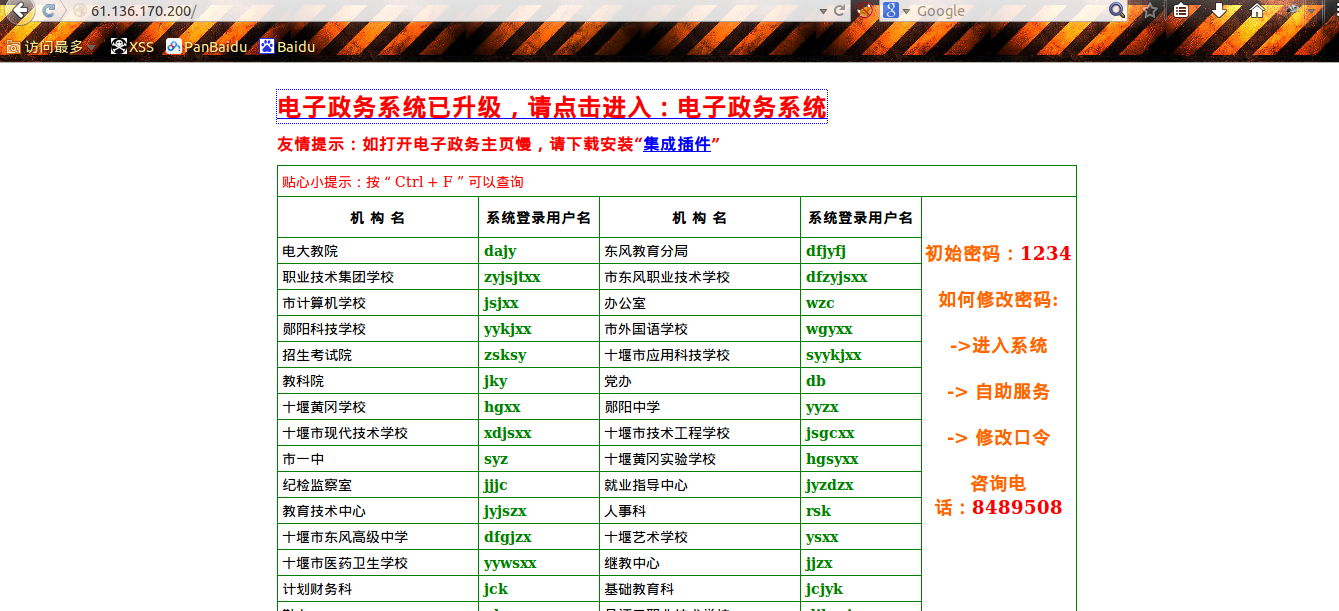 61.136.170.200/
Google
访问最多 XSS PanBaidu Baidu
电子政务系统已升级，请点击进入：电子政务系统
友情提示：如打开电子政务主页慢，请下载安装“集成插件”
贴心小提示：按“ Ctrl + F ”可以查询
机 构 名 系统登录用户名 机 构 名 系统登录用户名
电大教院 dajy 东风教育分局 dfjyfj
职业技术集团学校 zyjsjtxx 市东风职业技术学校 dfzyjsxx
市计算机学校 jsjxx 办公室 wzc
郧阳科技学校 yykjxx 市外国语学校 wgyxx
招生考试院 zsksy 十堰市应用科技学校 syykjxx
教科院 jky 党办 db
十堰黄冈学校 hgxx 郧阳中学 yyzx
十堰市现代技术学校 xdjsxx 十堰市技术工程学校 jsgcxx
市一中 syz 十堰黄冈实验学校 hgsyxx
纪检监察室 jjjc 就业指导中心 jyzdzx
教育技术中心 jyjszx 人事科 rsk
十堰市东风高级中学 dfgjzx 十堰艺术学校 ysxx
十堰市医药卫生学校 yywsxx 继教中心 jjzx
计划财务科 jck 基础教育科 jcjyk
初始密码：1234
如何修改密码:
->进入系统
-> 自助服务
-> 修改口令
咨询电
话：8489508